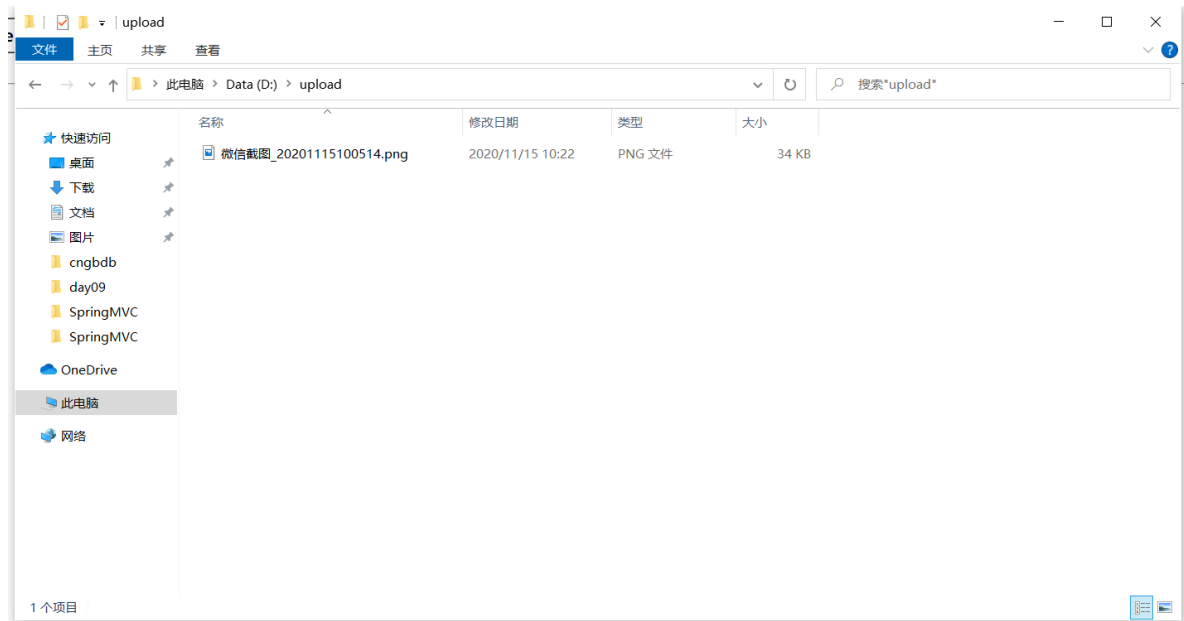 upload
文件 主页 共享 查看
此电脑 Data (D:) upload 搜索"upload"
名称 修改日期 类型 大小
快速访问
微信截图_20201115100514.png 2020/11/15 10:22 PNG 文件 34 KB
桌面
下载
文档
图片
cngbdb
day09
SpringMVC
SpringMVC
OneDrive
此电脑
网络
1 个项目